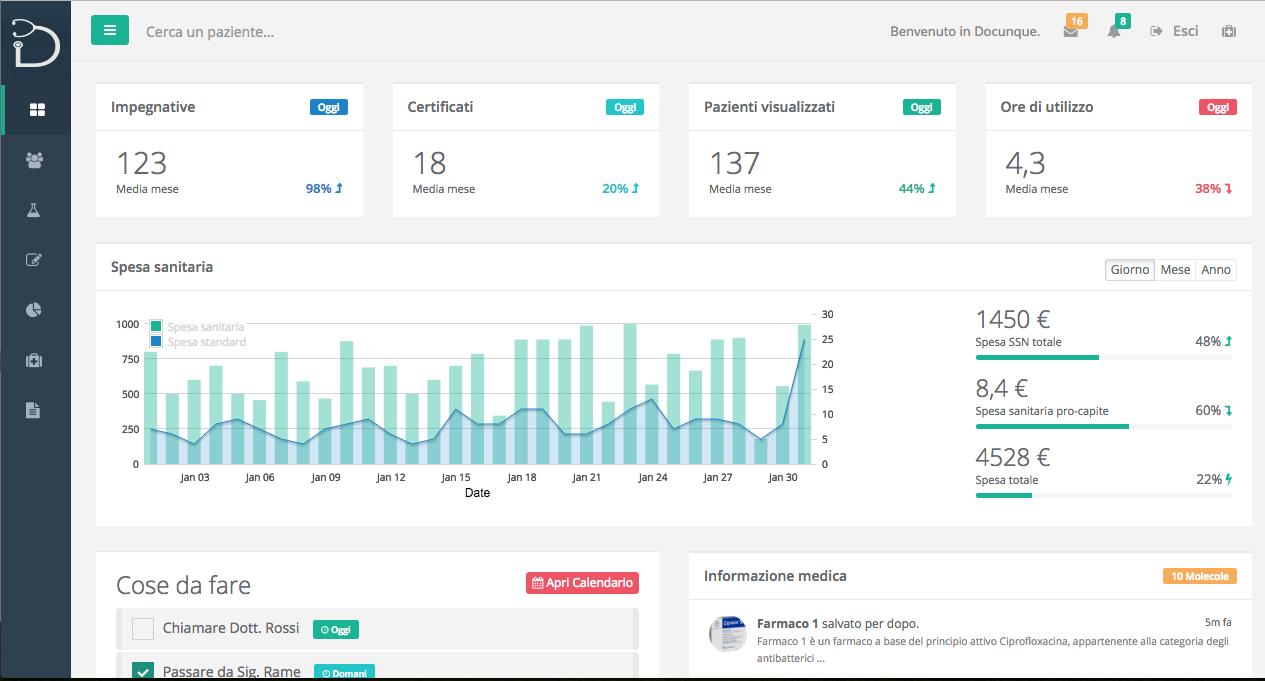 Cerca un paziente...
Benvenuto in Docunque.
16
8
Esci
Impegnative Oggi
123
Media mese 98%
Certificati Oggi
18
Media mese 20%
Pazienti visualizzati Oggi
137
Media mese 44%
Ore di utilizzo Oggi
4,3
Media mese 38%
Spesa sanitaria
Giorno Mese Anno
Spesa sanitaria
Spesa standard
1000
750
500
250
0
30
25
20
15
10
5
0
Jan 03 Jan 06 Jan 09 Jan 12 Jan 15 Jan 18 Jan 21 Jan 24 Jan 27 Jan 30
Date
1450 €
Spesa SSN totale 48%
8,4 €
Spesa sanitaria pro-capite 60%
4528 €
Spesa totale 22%
Cose da fare
Apri Calendario
Chiamare Dott. Rossi Oggi
Passare da Sig. Rame Domani
Informazione medica
10 Molecole
Farmaco 1 salvato per dopo. 5m fa
Farmaco 1 è un farmaco a base del principio attivo Ciprofloxacina, appartenente alla categoria degli
antibatterici ...